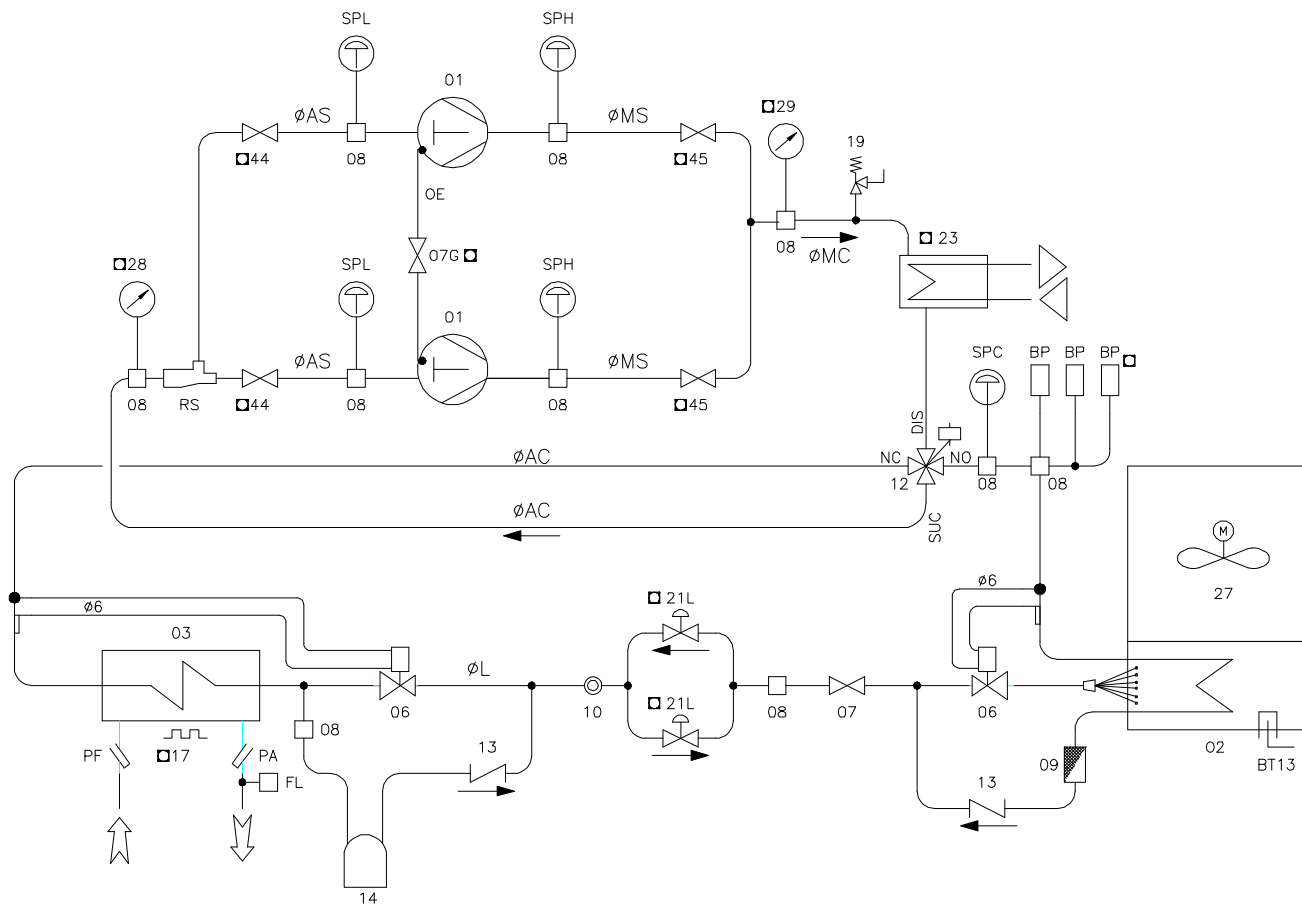 SPL
SPH
01
◘29
19
øAS
øMS
◘44
08
08
◘45
OE
08
øMC
◘ 23
07G ◘
◘28
SPL
SPH
01
SPC
BP
BP
BP ◘
øAS
øMS
08
RS
◘44
08
08
◘45
DIS
øAC
NC
NO
12
08
08
øAC
SUC
M
27
ø6
ø6
◘ 21L
03
øL
06
10
◘ 21L
08
07
06
08
PF
◘17
PA
FL
13
13
09
02
BT13
14